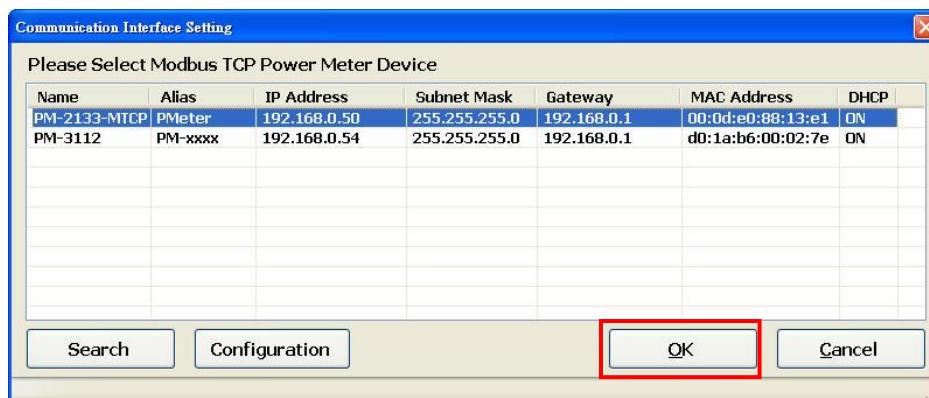 Communication Interface Setting
Please Select Modbus TCP Power Meter Device
Name Alias IP Address Subnet Mask Gateway MAC Address DHCP
PM-2133-MTCP PMeter 192.168.0.50 255.255.255.0 192.168.0.1 00:0d:e0:88:13:e1 ON
PM-3112 PM-xxxx 192.168.0.54 255.255.255.0 192.168.0.1 d0:1a:b6:00:02:7e ON
Search Configuration OK Cancel